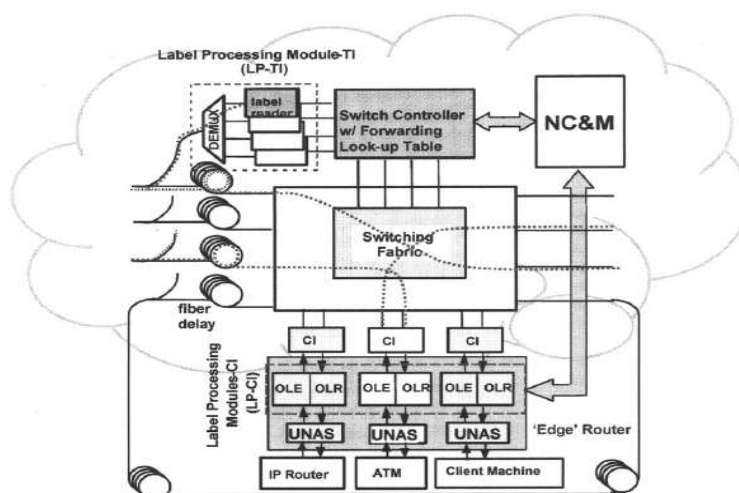 Label Processing Module-TI
(LP-TI)
DEMUX
label
reader
Switch Controller
w/ Forwarding
Look-up Table
NC&M
Switching
Fabric
fiber
delay
CI
CI
CI
Label Processing
Modules-CI
(LP-CI)
OLE
OLR
OLE
OLR
OLE
OLR
UNAS
UNAS
UNAS
'Edge' Router
IP Router
ATM
Client Machine